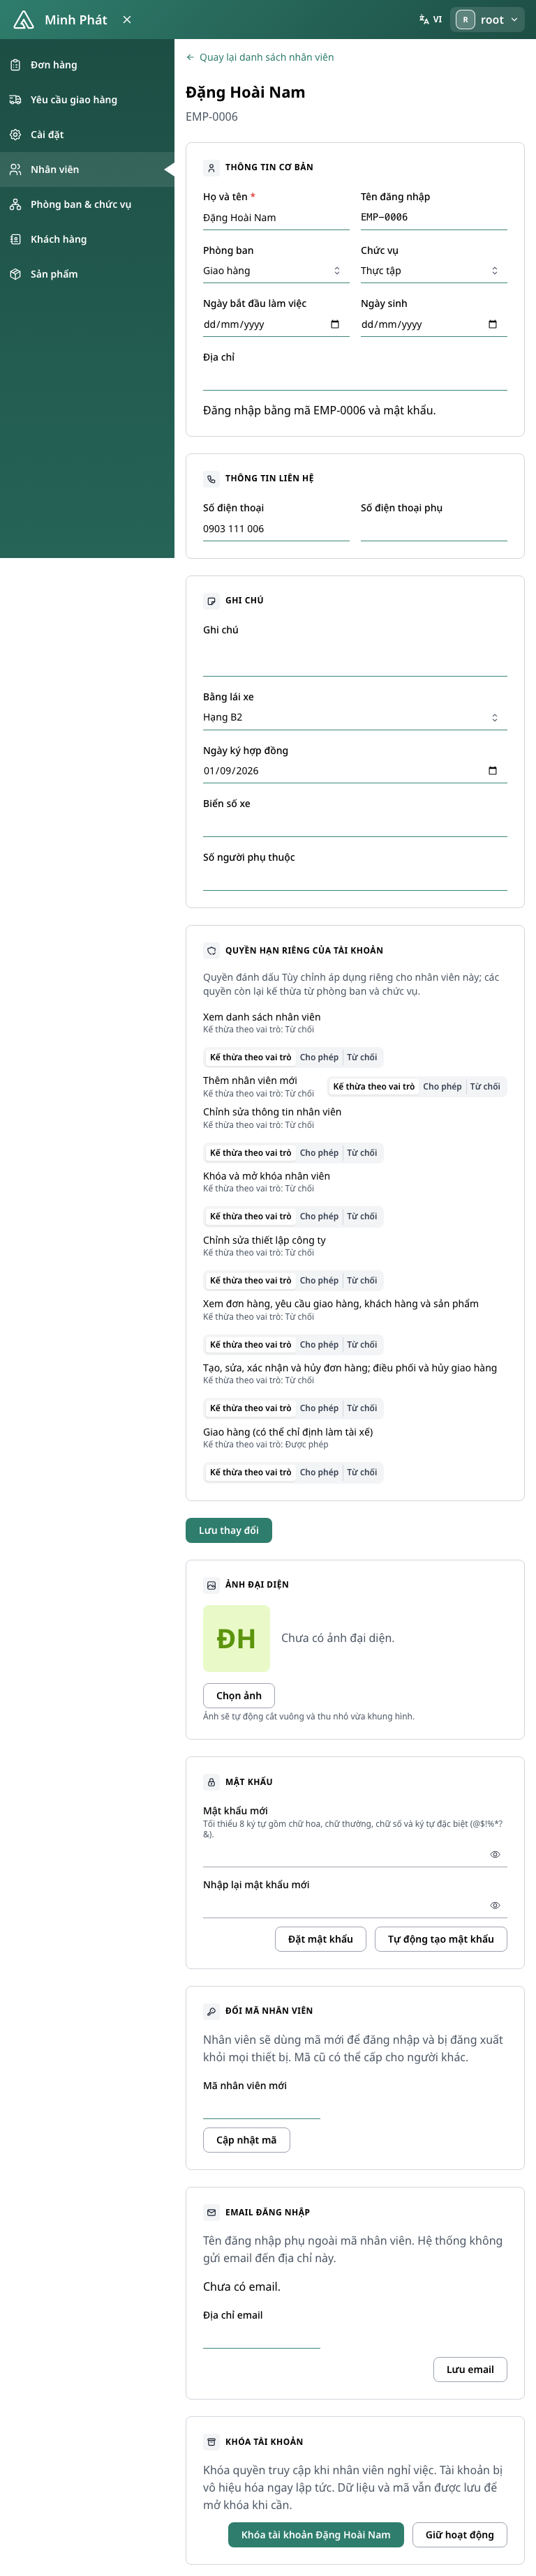 Minh Phát
VI
R
root
Đơn hàng
Yêu cầu giao hàng
Cài đặt
Nhân viên
Phòng ban & chức vụ
Khách hàng
Sản phẩm
Quay lại danh sách nhân viên
Đặng Hoài Nam
EMP-0006
THÔNG TIN CƠ BẢN
Họ và tên *
Tên đăng nhập
Đặng Hoài Nam
EMP-0006
Phòng ban
Chức vụ
Giao hàng
Thực tập
Ngày bắt đầu làm việc
Ngày sinh
dd/mm/yyyy
dd/mm/yyyy
Địa chỉ
Đăng nhập bằng mã EMP-0006 và mật khẩu.
THÔNG TIN LIÊN HỆ
Số điện thoại
Số điện thoại phụ
0903 111 006
GHI CHÚ
Ghi chú
Bằng lái xe
Hạng B2
Ngày ký hợp đồng
01/09/2026
Biển số xe
Số người phụ thuộc
QUYỀN HẠN RIÊNG CỦA TÀI KHOẢN
Quyền đánh dấu Tùy chỉnh áp dụng riêng cho nhân viên này; các
quyền còn lại kế thừa từ phòng ban và chức vụ.
Xem danh sách nhân viên
Kế thừa theo vai trò: Từ chối
Kế thừa theo vai trò Cho phép Từ chối
Thêm nhân viên mới
Kế thừa theo vai trò: Từ chối
Kế thừa theo vai trò Cho phép Từ chối
Chỉnh sửa thông tin nhân viên
Kế thừa theo vai trò: Từ chối
Kế thừa theo vai trò Cho phép Từ chối
Khóa và mở khóa nhân viên
Kế thừa theo vai trò: Từ chối
Kế thừa theo vai trò Cho phép Từ chối
Chỉnh sửa thiết lập công ty
Kế thừa theo vai trò: Từ chối
Kế thừa theo vai trò Cho phép Từ chối
Xem đơn hàng, yêu cầu giao hàng, khách hàng và sản phẩm
Kế thừa theo vai trò: Từ chối
Kế thừa theo vai trò Cho phép Từ chối
Tạo, sửa, xác nhận và hủy đơn hàng; điều phối và hủy giao hàng
Kế thừa theo vai trò: Từ chối
Kế thừa theo vai trò Cho phép Từ chối
Giao hàng (có thể chỉ định làm tài xế)
Kế thừa theo vai trò: Được phép
Kế thừa theo vai trò Cho phép Từ chối
Lưu thay đổi
ẢNH ĐẠI DIỆN
ĐH
Chưa có ảnh đại diện.
Chọn ảnh
Ảnh sẽ tự động cắt vuông và thu nhỏ vừa khung hình.
MẬT KHẨU
Mật khẩu mới
Tối thiểu 8 ký tự gồm chữ hoa, chữ thường, chữ số và ký tự đặc biệt (@$!%*?
&).
Nhập lại mật khẩu mới
Đặt mật khẩu
Tự động tạo mật khẩu
ĐỔI MÃ NHÂN VIÊN
Nhân viên sẽ dùng mã mới để đăng nhập và bị đăng xuất
khỏi mọi thiết bị. Mã cũ có thể cấp cho người khác.
Mã nhân viên mới
Cập nhật mã
EMAIL ĐĂNG NHẬP
Tên đăng nhập phụ ngoài mã nhân viên. Hệ thống không
gửi email đến địa chỉ này.
Chưa có email.
Địa chỉ email
Lưu email
KHÓA TÀI KHOẢN
Khóa quyền truy cập khi nhân viên nghỉ việc. Tài khoản bị
vô hiệu hóa ngay lập tức. Dữ liệu và mã vẫn được lưu để
mở khóa khi cần.
Khóa tài khoản Đặng Hoài Nam
Giữ hoạt động